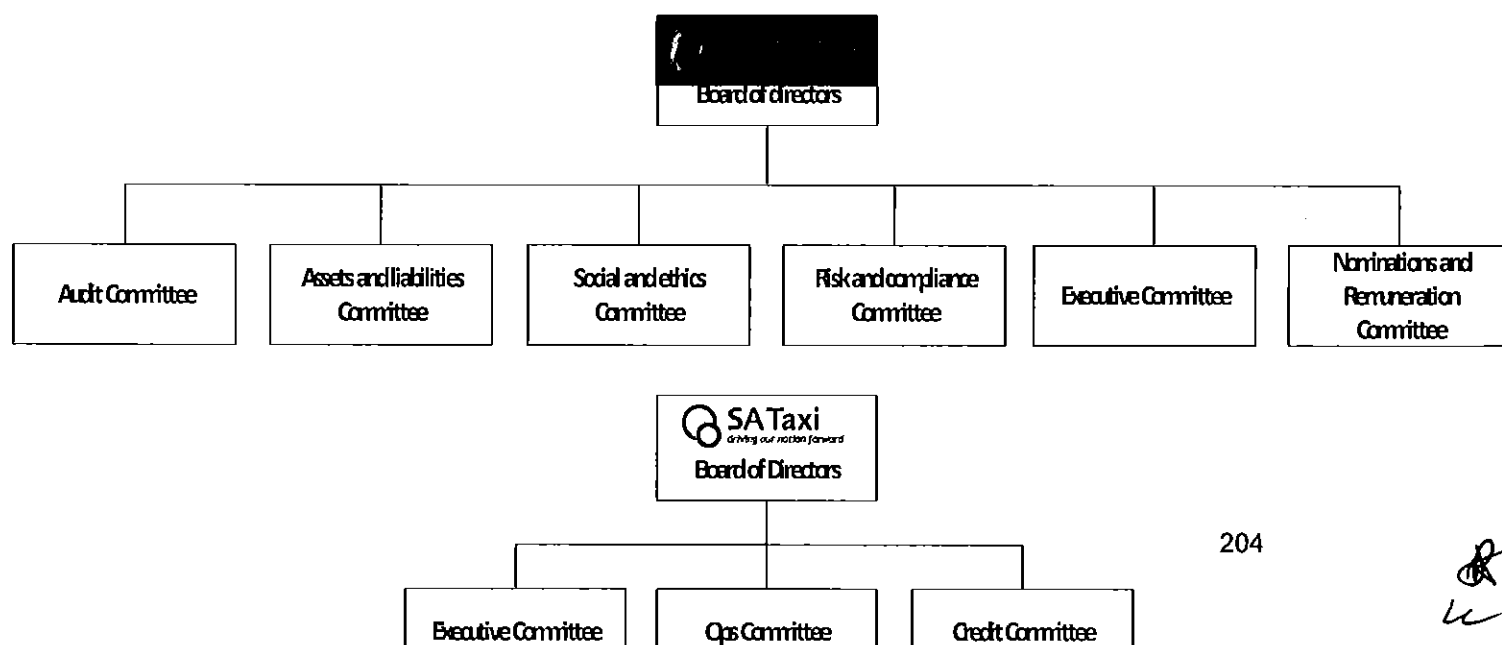 Board of directors
Audit Committee
Assets and liabilities
Committee
Social and ethics
Committee
Risk and compliance
Committee
Executive Committee
Nominations and
Remuneration
Committee
SA Taxi
driving our nation forward
Board of Directors
204
Executive Committee
Ops Committee
Credit Committee